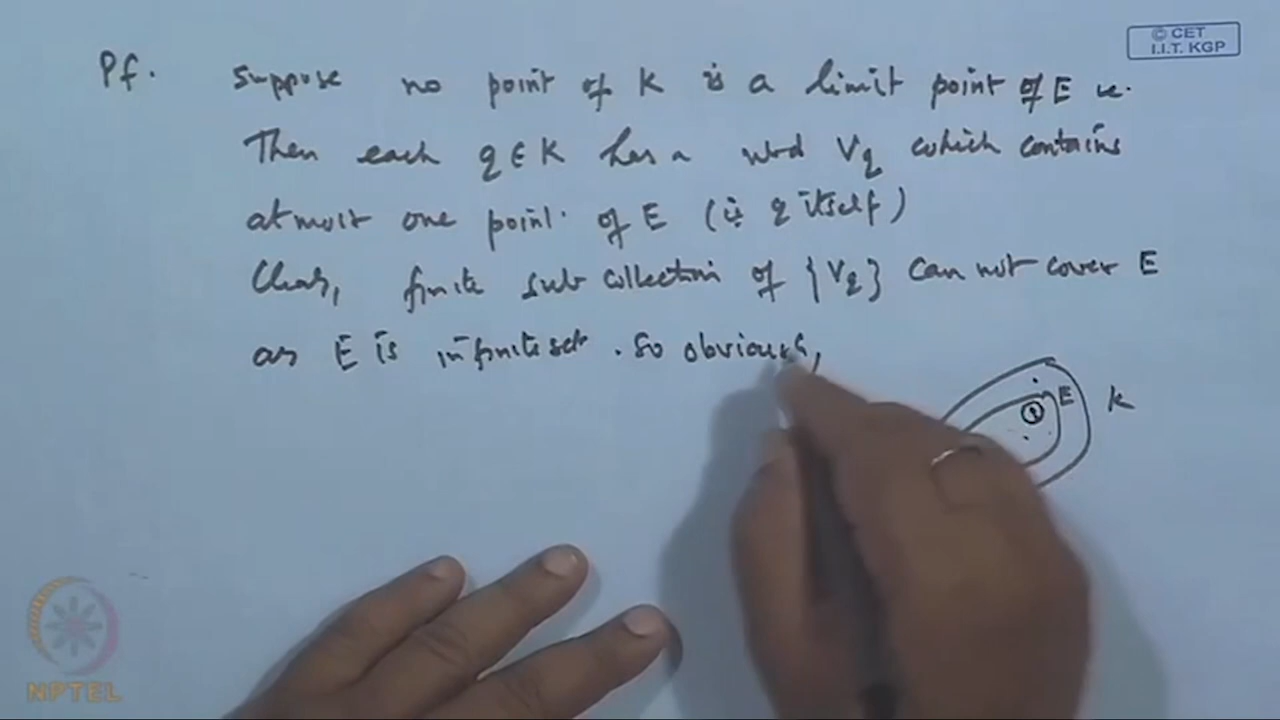 © CET
I.I.T. KGP
Pf. Suppose no point of K is a limit point of E ie.
Then each q ∈ K has a nbd Vq which contains
atmost one point of E (ie q itself)
Clearly, finite sub collection of {Vq} can not cover E
as E is infinite set. So obviously,
E
K
q
NPTEL